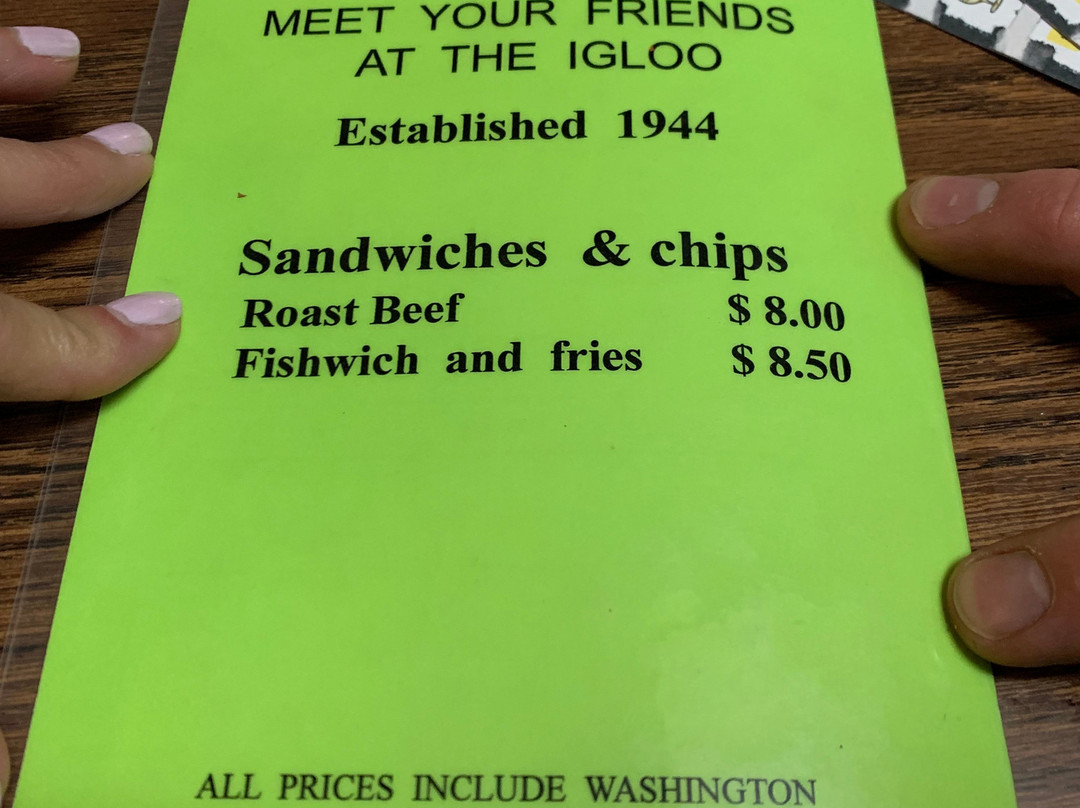 MEET YOUR FRIENDS
AT THE IGLOO
Established 1944
Sandwiches & chips
Roast Beef $ 8.00
Fishwich and fries $ 8.50
ALL PRICES INCLUDE WASHINGTON